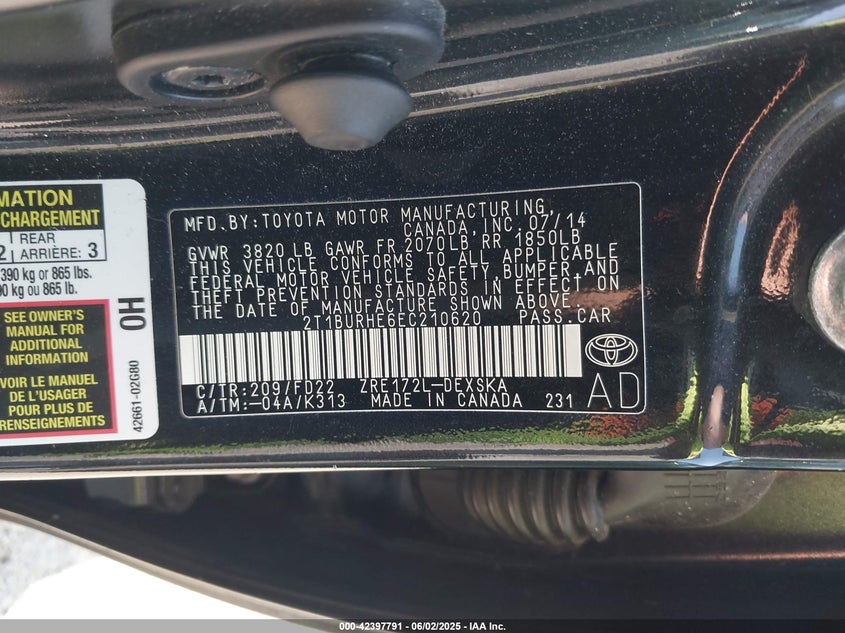 MATION
CHARGEMENT
2 REAR
ARRIÈRE: 3
390 kg or 865 lbs.
90 kg ou 865 lb.
SEE OWNER'S
MANUAL FOR
ADDITIONAL
INFORMATION
VOIR LE MANUEL
DE L'USAGER
POUR PLUS DE
RENSEIGNEMENTS
OH
42661-02G80
MFD.BY:TOYOTA MOTOR MANUFACTURING
CANADA,INC.07/14
GVWR 3820 LB GAWR FR 2070LB RR 1850LB
THIS VEHICLE CONFORMS TO ALL APPLICABLE
FEDERAL MOTOR VEHICLE SAFETY,BUMPER,AND
THEFT PREVENTION STANDARDS IN EFFECT ON
THE DATE OF MANUFACTURE SHOWN ABOVE.
2T1BURHE6EC210620 PASS.CAR
C/TR:209/FD22 ZRE172L-DEXSKA
A/TM:-04A/K313 MADE IN CANADA 231
AD
000-42397791 | 06/02/2025 - IAA Inc.